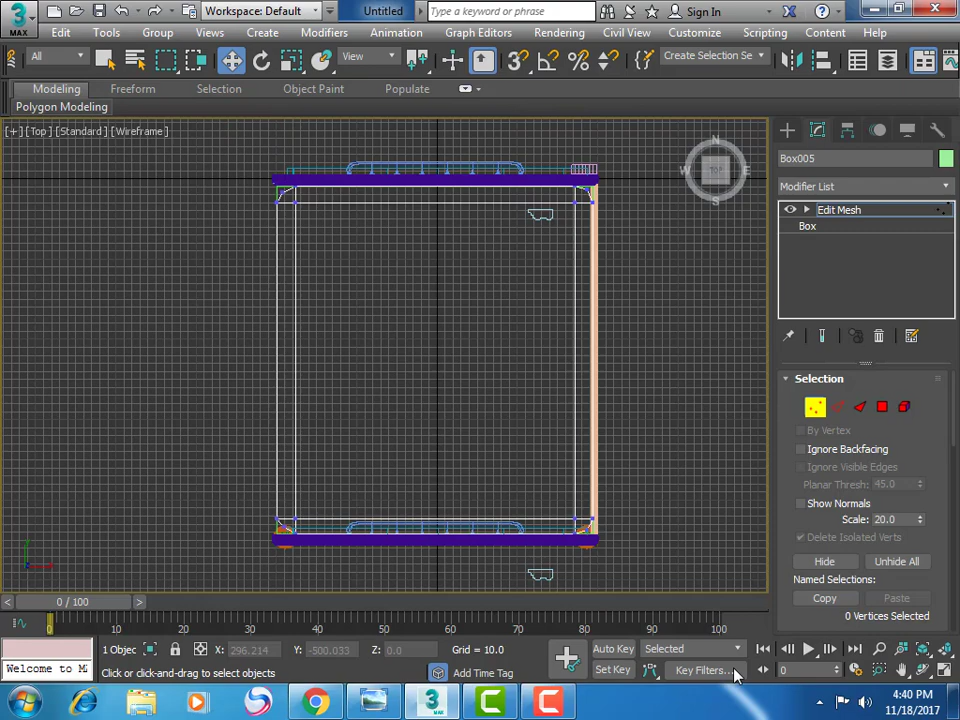 3
MAX
Workspace: Default
Untitled
Type a keyword or phrase
Sign In
Edit Tools Group Views Create Modifiers Animation Graph Editors Rendering Civil View Customize Scripting Content Help
All
View
Create Selection Se
Modeling Freeform Selection Object Paint Populate
Polygon Modeling
[+] [Top] [Standard] [Wireframe]
N
W TOP E
S
Box005
Modifier List
Edit Mesh
Box
Selection
By Vertex
Ignore Backfacing
Ignore Visible Edges
Planar Thresh: 45.0
Show Normals
Scale: 20.0
Delete Isolated Verts
Hide Unhide All
Named Selections:
Copy Paste
0 Vertices Selected
< 0 / 100 >
0 10 20 30 40 50 60 70 80 90 100
1 Objec X: 296.214 Y: -500.033 Z: 0.0 Grid = 10.0 Auto Key Selected
Welcome to M Click or click-and-drag to select objects Add Time Tag Set Key Key Filters... 0
4:40 PM
11/18/2017